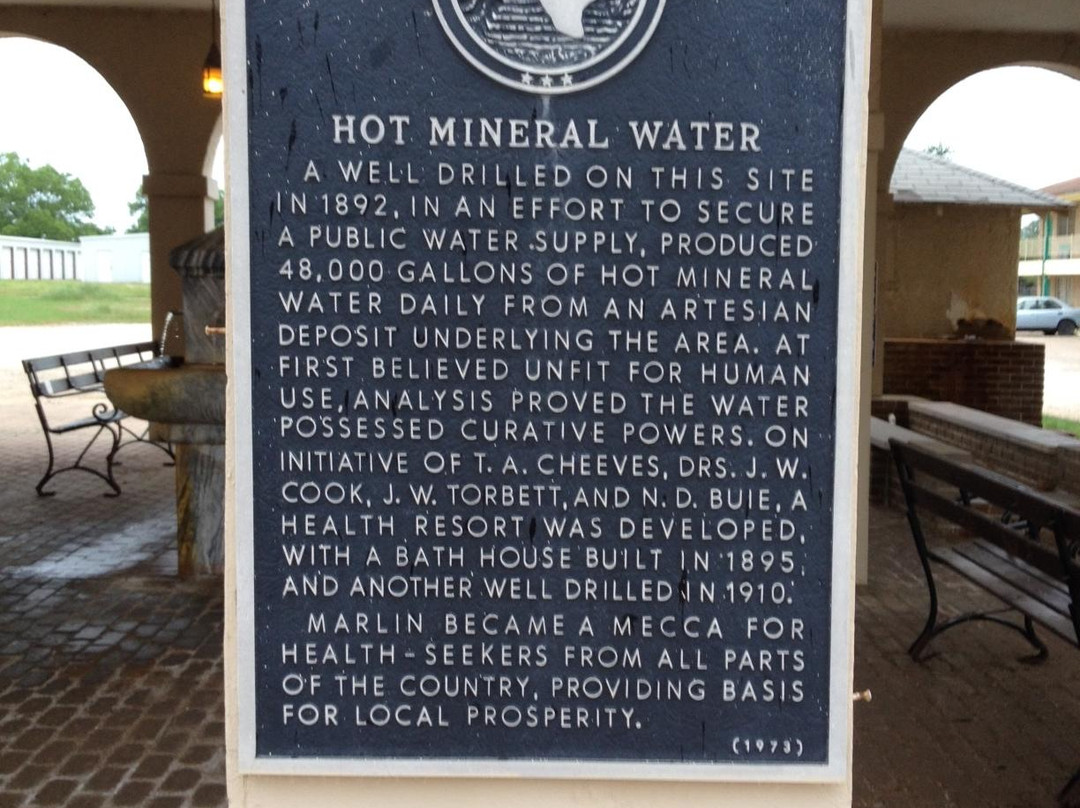 HOT MINERAL WATER
A WELL DRILLED ON THIS SITE
IN 1892, IN AN EFFORT TO SECURE
A PUBLIC WATER SUPPLY, PRODUCED
48,000 GALLONS OF HOT MINERAL
WATER DAILY FROM AN ARTESIAN
DEPOSIT UNDERLYING THE AREA. AT
FIRST BELIEVED UNFIT FOR HUMAN
USE, ANALYSIS PROVED THE WATER
POSSESSED CURATIVE POWERS. ON
INITIATIVE OF T. A. CHEEVES, DRS. J. W.
COOK, J. W. TORBETT, AND N. D. BUIE, A
HEALTH RESORT WAS DEVELOPED,
WITH A BATH HOUSE BUILT IN 1895,
AND ANOTHER WELL DRILLED IN 1910.
MARLIN BECAME A MECCA FOR
HEALTH-SEEKERS FROM ALL PARTS
OF THE COUNTRY, PROVIDING BASIS
FOR LOCAL PROSPERITY.
(1973)